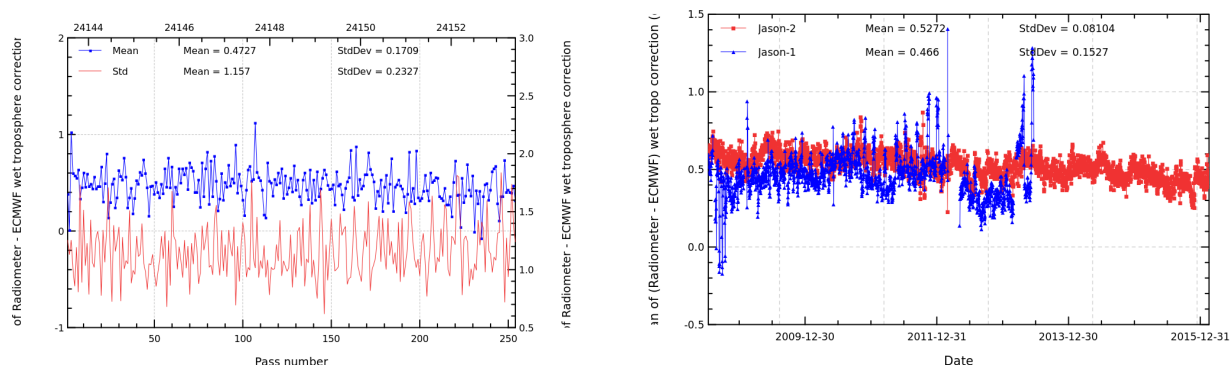 24144 24146 24148 24150 24152
2
1
0
-1
3.0
2.5
2.0
1.5
1.0
0.5
Mean Mean = 0.4727 StdDev = 0.1709
Std Mean = 1.157 StdDev = 0.2327
of Radiometer - ECMWF wet troposphere correction
of Radiometer - ECMWF wet troposphere correction
50 100 150 200 250
Pass number
1.5
1.0
0.5
0.0
-0.5
Jason-2 Mean = 0.5272 StdDev = 0.08104
Jason-1 Mean = 0.466 StdDev = 0.1527
of (Radiometer - ECMWF) wet tropo correction (
2009-12-30 2011-12-31 2013-12-30 2015-12-31
Date